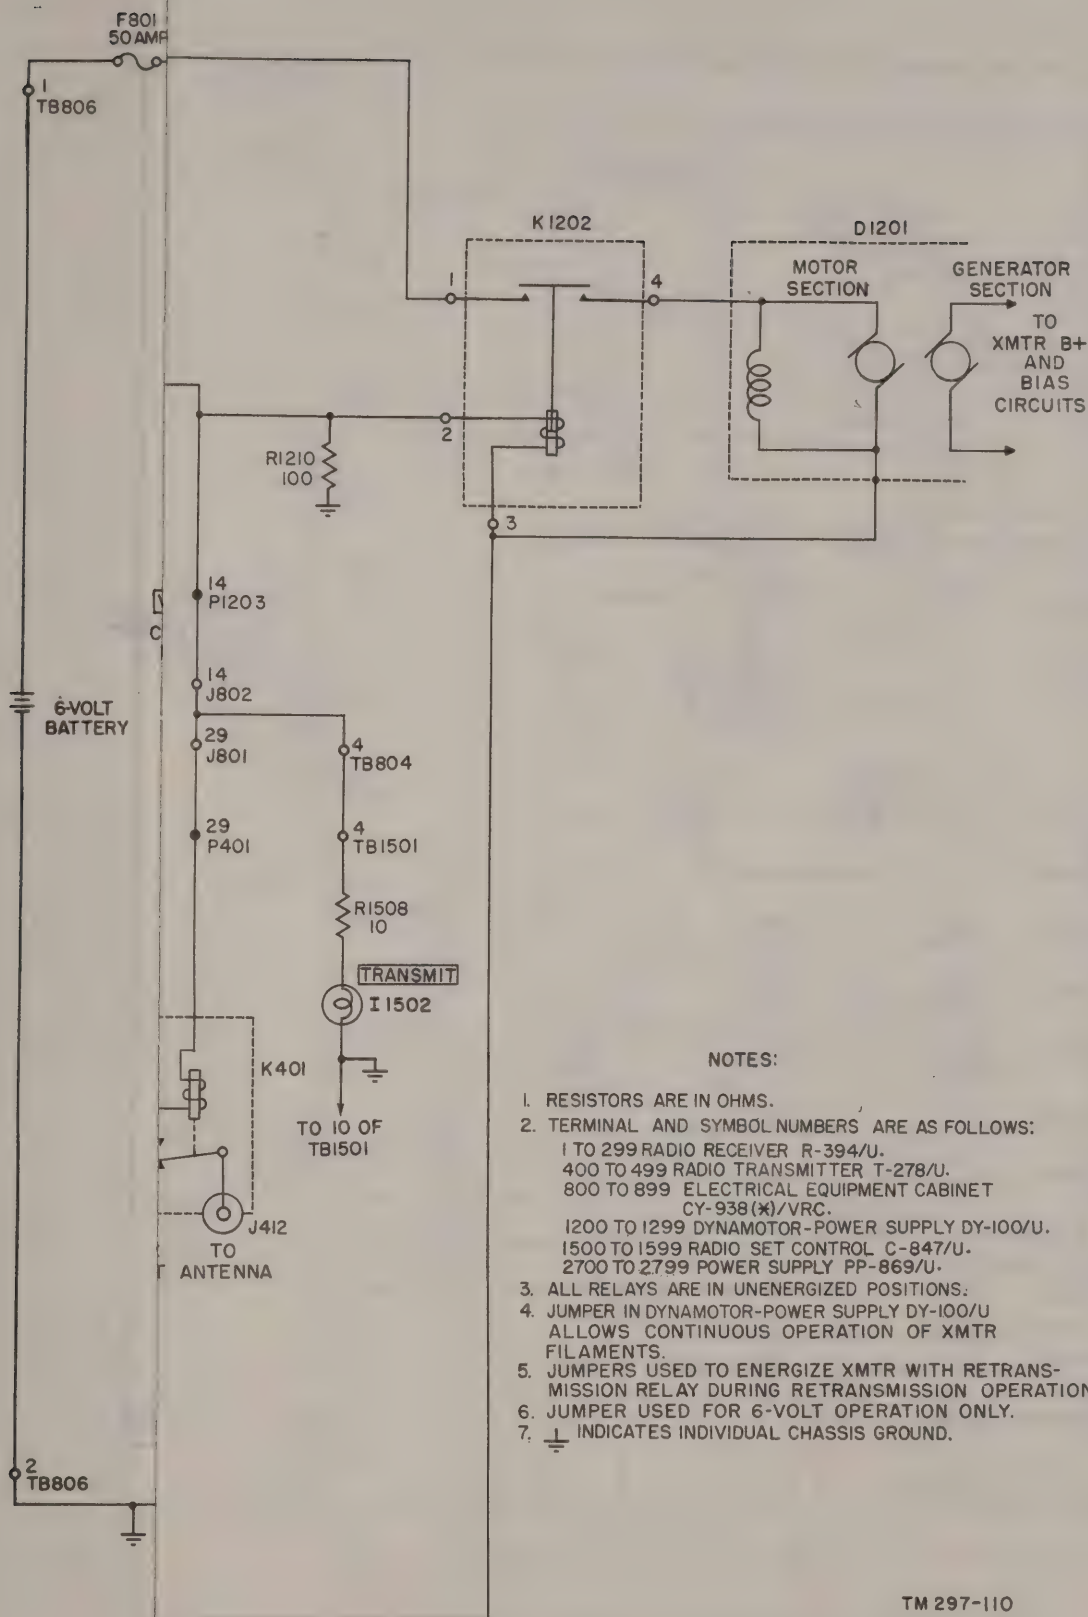 F801
50 AMP
1
TB806
K1202
D1201
MOTOR
SECTION
GENERATOR
SECTION
TO
XMTR B+
AND
BIAS
CIRCUITS
1
4
2
R1210
100
3
14
P1203
C
14
J802
6-VOLT
BATTERY
29
J801
4
TB804
29
P401
4
TB1501
R1508
10
TRANSMIT
I1502
K401
TO 10 OF
TB1501
J412
TO
T ANTENNA
2
TB806
NOTES:
1. RESISTORS ARE IN OHMS.
2. TERMINAL AND SYMBOL NUMBERS ARE AS FOLLOWS:
1 TO 299 RADIO RECEIVER R-394/U.
400 TO 499 RADIO TRANSMITTER T-278/U.
800 TO 899 ELECTRICAL EQUIPMENT CABINET
CY-938(*)/VRC.
1200 TO 1299 DYNAMOTOR-POWER SUPPLY DY-100/U.
1500 TO 1599 RADIO SET CONTROL C-847/U.
2700 TO 2799 POWER SUPPLY PP-869/U.
3. ALL RELAYS ARE IN UNENERGIZED POSITIONS.
4. JUMPER IN DYNAMOTOR-POWER SUPPLY DY-100/U
ALLOWS CONTINUOUS OPERATION OF XMTR
FILAMENTS.
5. JUMPERS USED TO ENERGIZE XMTR WITH RETRANS-
MISSION RELAY DURING RETRANSMISSION OPERATION
6. JUMPER USED FOR 6-VOLT OPERATION ONLY.
7. INDICATES INDIVIDUAL CHASSIS GROUND.
TM 297-110